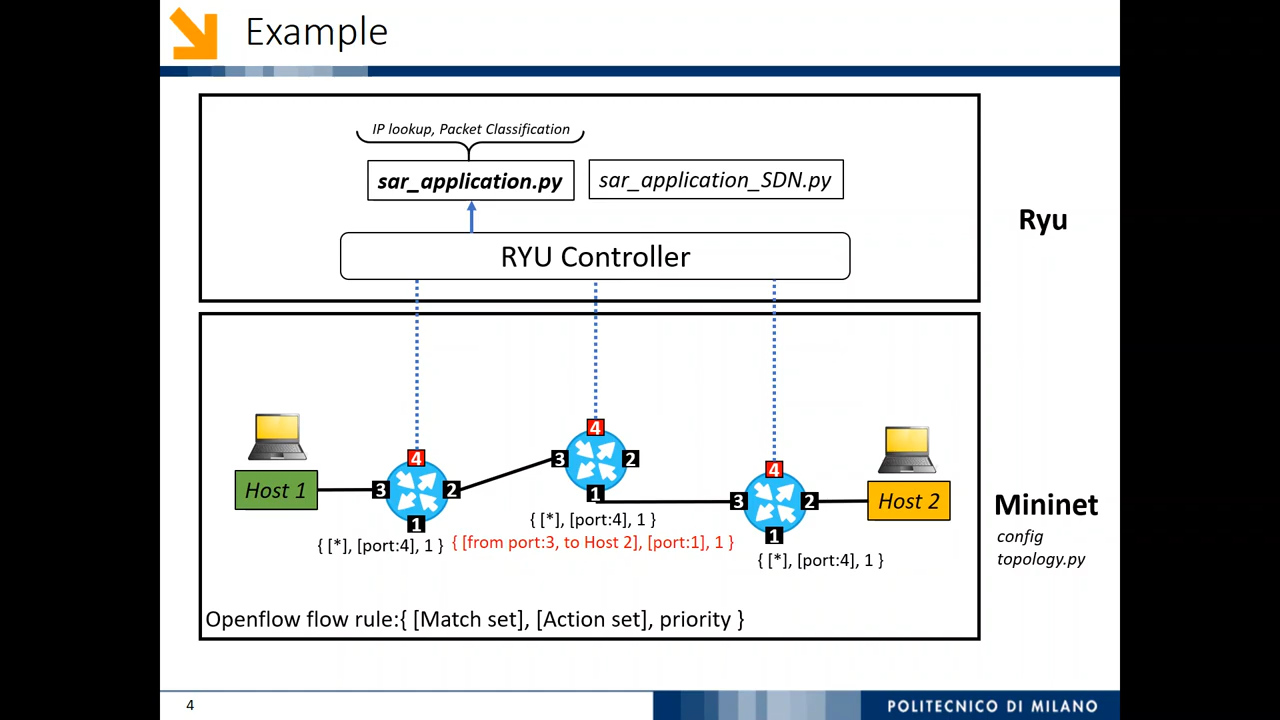 Example
IP lookup, Packet Classification
sar_application.py
sar_application_SDN.py
Ryu
RYU Controller
4
3 2
1
Host 1
4
3 2
1
4
3 2
1
Host 2
Mininet
config
topology.py
{ [*], [port:4], 1 }
{ [*], [port:4], 1 }
{ [from port:3, to Host 2], [port:1], 1 }
{ [*], [port:4], 1 }
Openflow flow rule:{ [Match set], [Action set], priority }
4
POLITECNICO DI MILANO